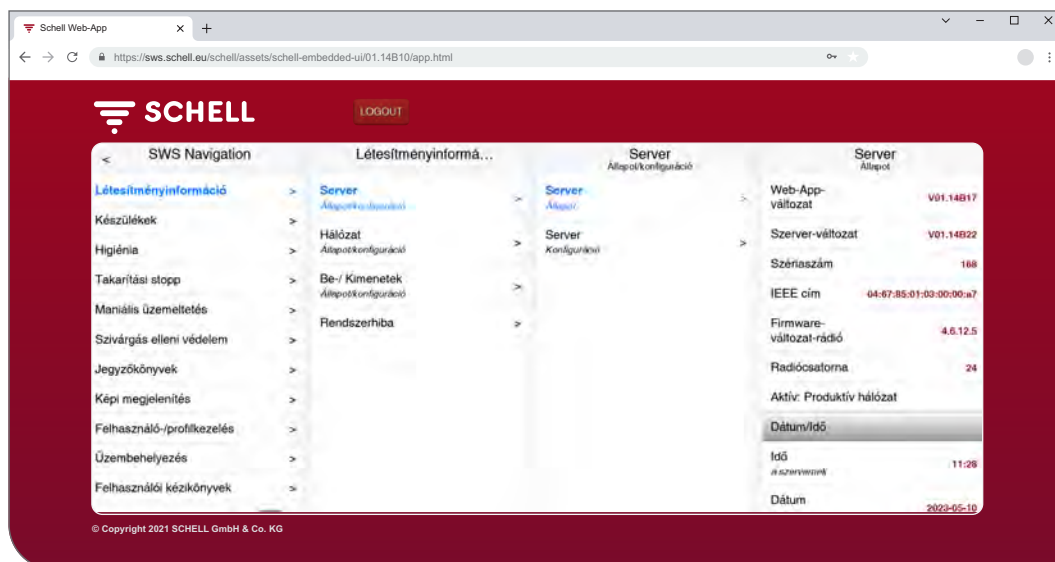 Schell Web-App
https://sws.schell.eu/schell/assets/schell-embedded-ui/01.14B10/app.html
SCHELL
LOGOUT
< SWS Navigation
Létesítményinformáció >
Készülékek >
Higiénia >
Takarítási stopp >
Maniális üzemeltetés >
Szivárgás elleni védelem >
Jegyzőkönyvek >
Képi megjelenítés >
Felhasználó-/profilkezelés >
Üzembehelyezés >
Felhasználói kézikönyvek >
Létesítményinformá...
Server >
Állapot/konfiguráció
Hálózat >
Állapot/konfiguráció
Be-/ Kimenetek >
Állapot/konfiguráció
Rendszerhiba >
Server
Állapot/konfiguráció
Server >
Állapot
Server >
Konfiguráció
Server
Állapot
Web-App-
változat V01.14B17
Szerver-változat V01.14B22
Szériaszám 168
IEEE cím 04:67:85:01:03:00:00:a7
Firmware-
változat-rádió 4.6.12.5
Rádiócsatorna 24
Aktív: Produktív hálózat
Dátum/Idő
Idő 11:26
a szervernek
Dátum 2023-05-10
© Copyright 2021 SCHELL GmbH & Co. KG